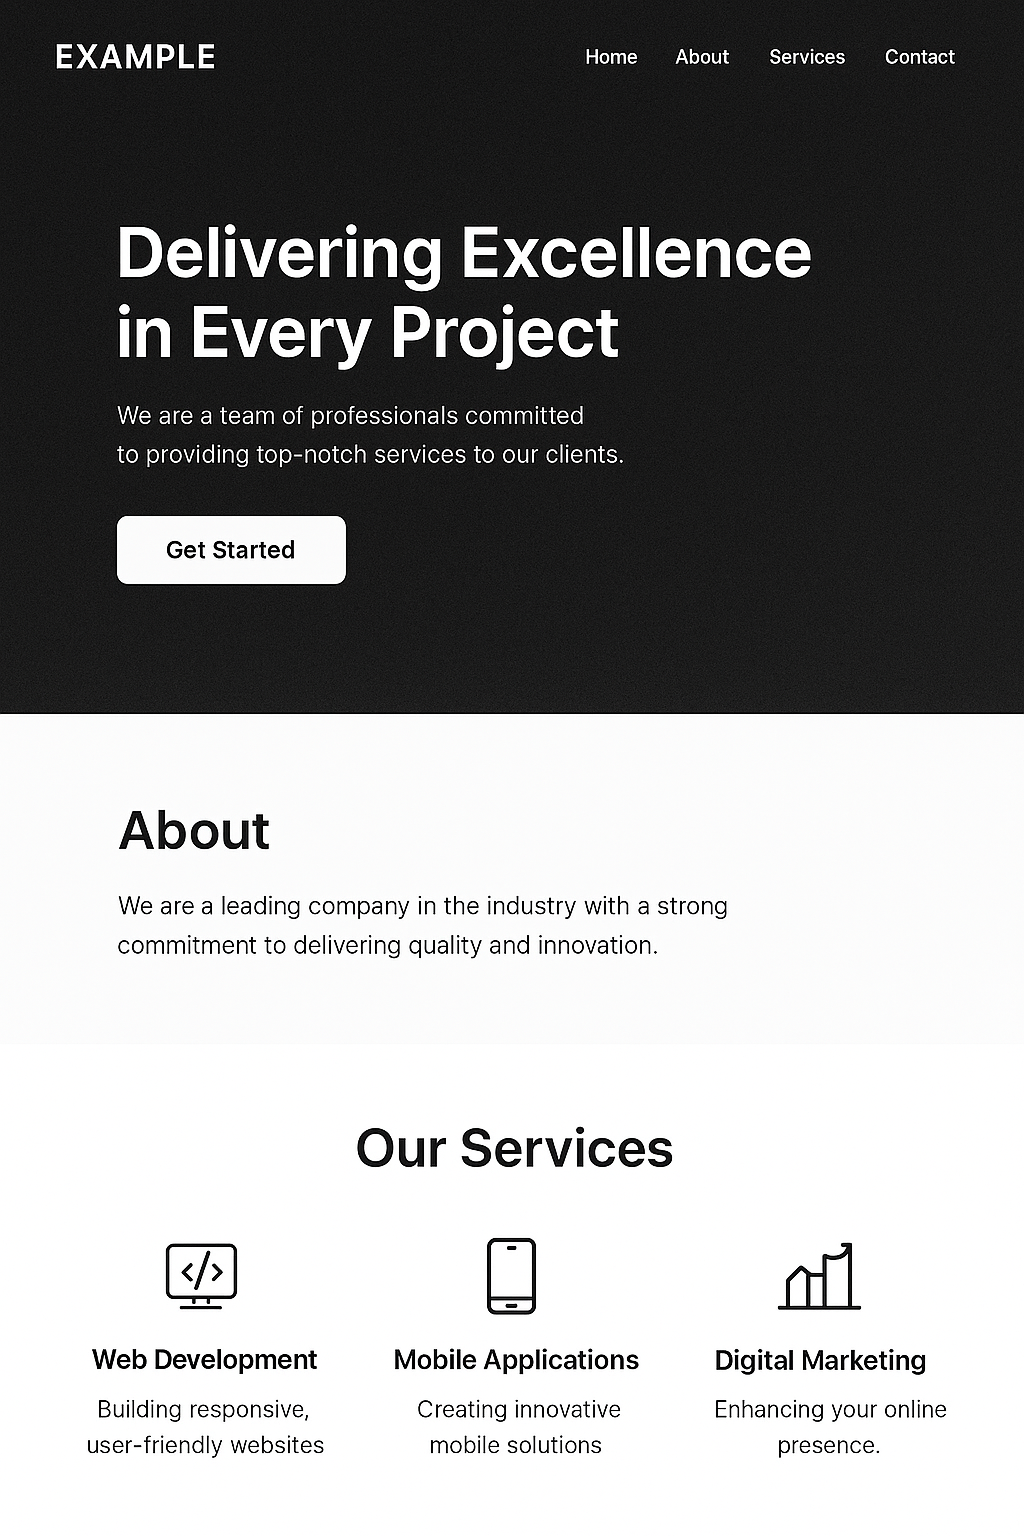 EXAMPLE
Home About Services Contact
Delivering Excellence
in Every Project
We are a team of professionals committed
to providing top-notch services to our clients.
Get Started
About
We are a leading company in the industry with a strong
commitment to delivering quality and innovation.
Our Services
</>
Web Development
Building responsive,
user-friendly websites
Mobile Applications
Creating innovative
mobile solutions
Digital Marketing
Enhancing your online
presence.